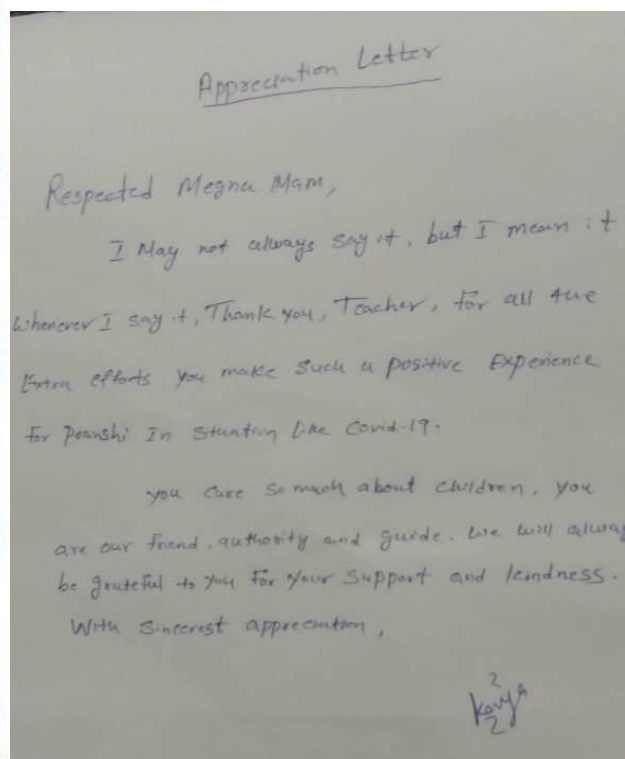 Appreciation Letter
Respected Megna Mam,
I May not always say it, but I mean it
whenever I say it, Thank you, Teacher, for all the
Extra efforts you make such a positive Experience
For In Situation like Covid-19.
you care so much about children, you
are our friend, authority and guide. we will always
be grateful to you for your support and kindness.
With Sincerest appreciation,